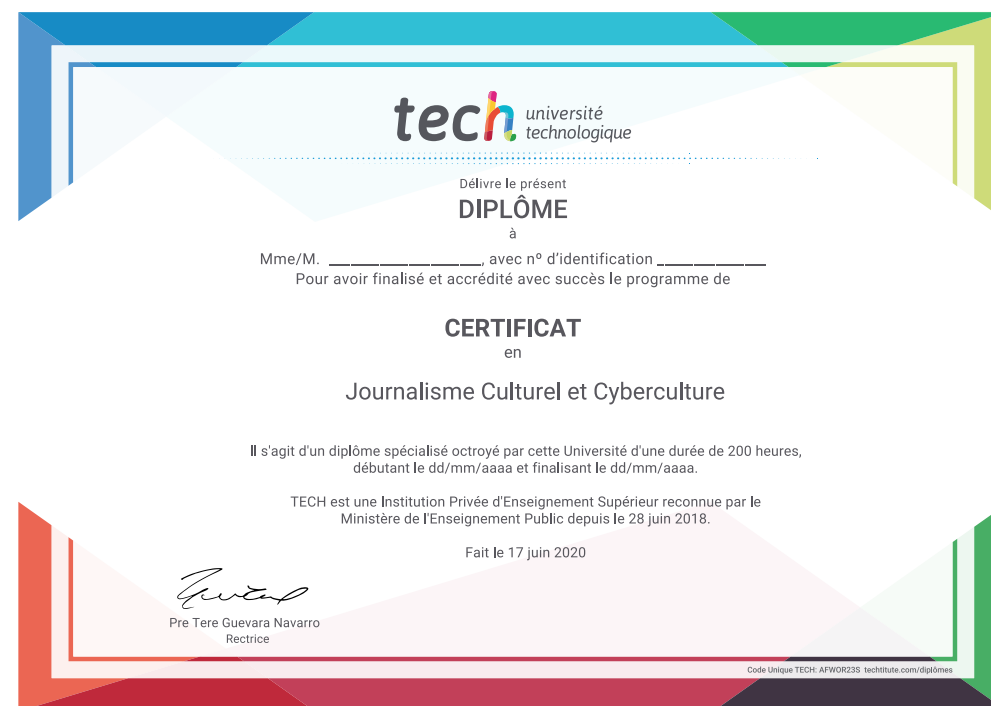 tech université
technologique
Délivre le présent
DIPLÔME
à
Mme/M. ______________, avec nº d'identification __________
Pour avoir finalisé et accrédité avec succès le programme de
CERTIFICAT
en
Journalisme Culturel et Cyberculture
Il s'agit d'un diplôme spécialisé octroyé par cette Université d'une durée de 200 heures,
débutant le dd/mm/aaaa et finalisant le dd/mm/aaaa.
TECH est une Institution Privée d'Enseignement Supérieur reconnue par le
Ministère de l'Enseignement Public depuis le 28 juin 2018.
Fait le 17 juin 2020
Pre Tere Guevara Navarro
Rectrice
Code Unique TECH: AFWOR23S techtitute.com/diplômes